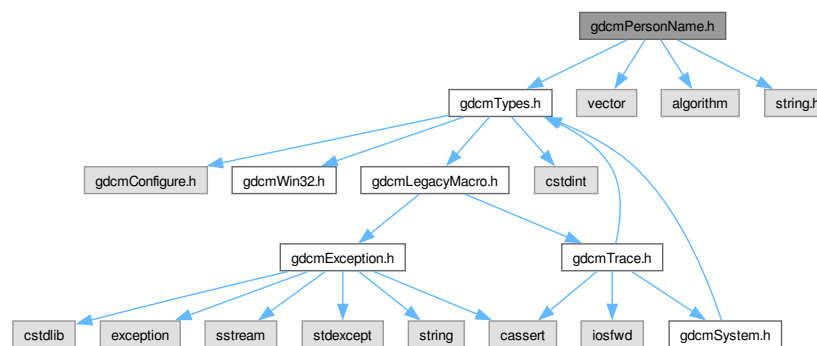 gdcmPersonName.h
gdcmTypes.h
vector
algorithm
string.h
gdcmConfigure.h
gdcmWin32.h
gdcmLegacyMacro.h
cstdint
gdcmException.h
gdcmTrace.h
cstdlib
exception
sstream
stdexcept
string
cassert
iosfwd
gdcmSystem.h